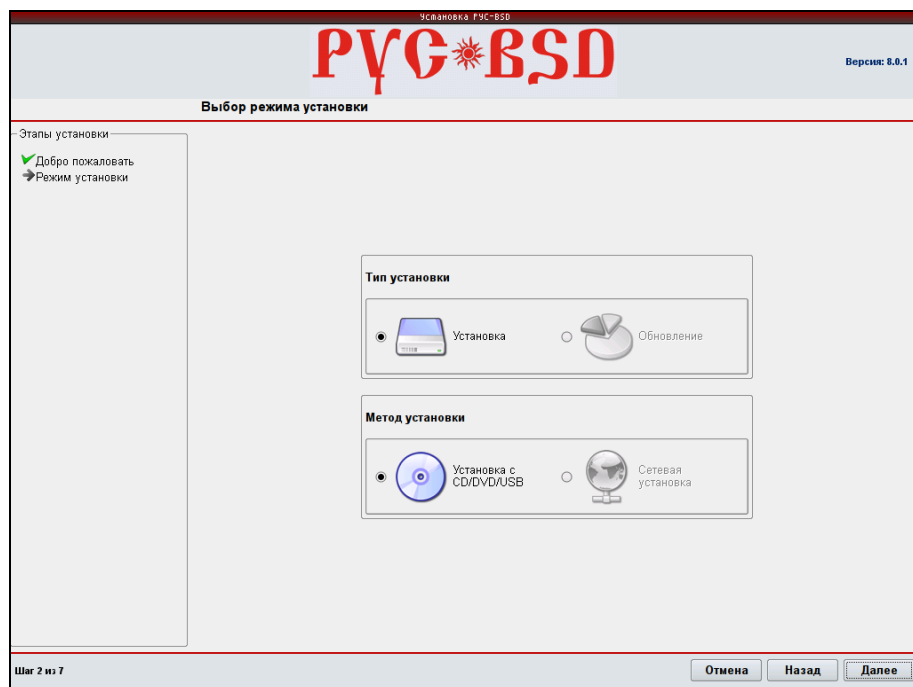 Установка РУС-BSD
РУС BSD
Версия: 8.0.1
Выбор режима установки
Этапы установки
Добро пожаловать
Режим установки
Тип установки
Установка
Обновление
Метод установки
Установка с
CD/DVD/USB
Сетевая
установка
Шаг 2 из 7
Отмена
Назад
Далее